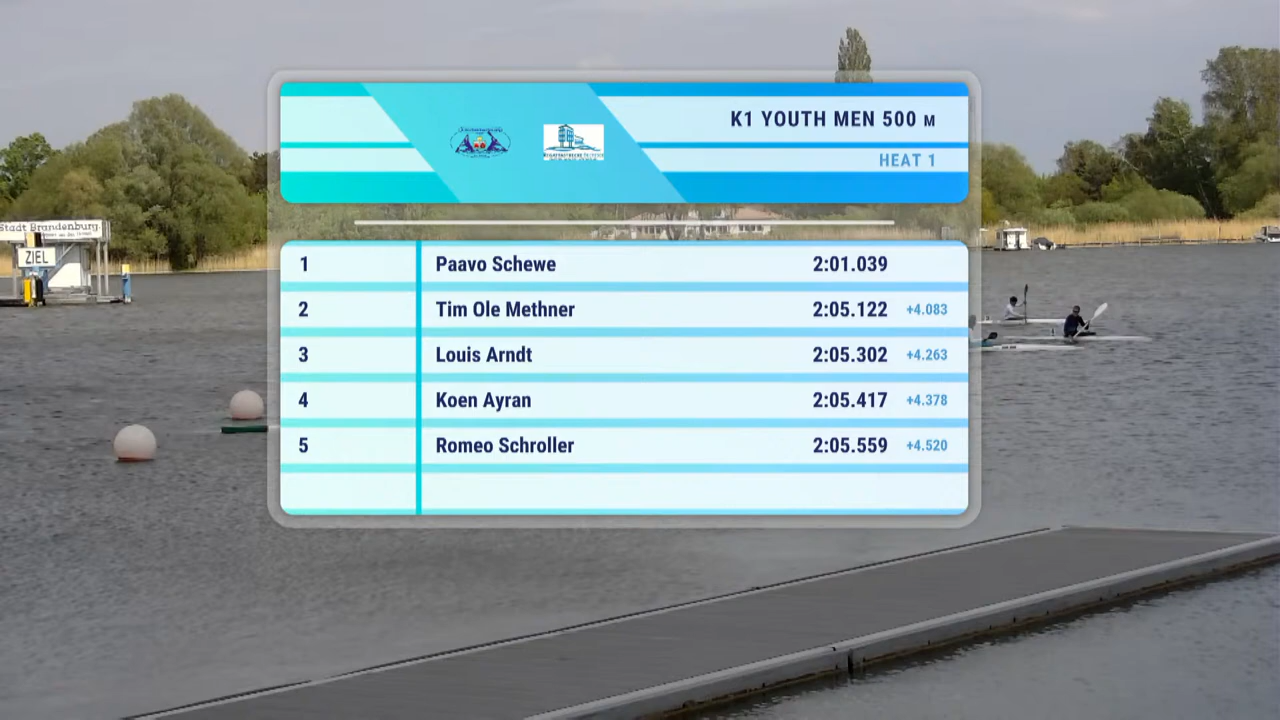 K1 YOUTH MEN 500 M
HEAT 1
Stadt Brandenburg.
ZIEL
1 Paavo Schewe 2:01.039
2 Tim Ole Methner 2:05.122 +4.083
3 Louis Arndt 2:05.302 +4.263
4 Koen Ayran 2:05.417 +4.378
5 Romeo Schroller 2:05.559 +4.520